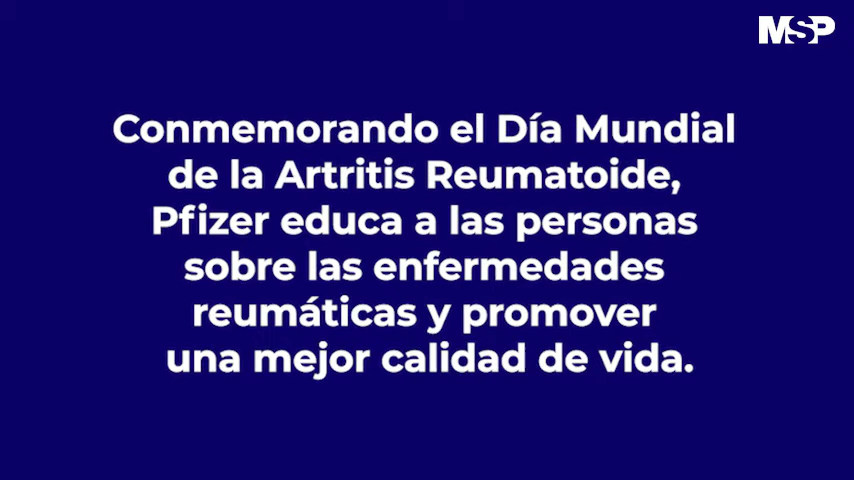 MSP
Conmemorando el Día Mundial
de la Artritis Reumatoide,
Pfizer educa a las personas
sobre las enfermedades
reumáticas y promover
una mejor calidad de vida.